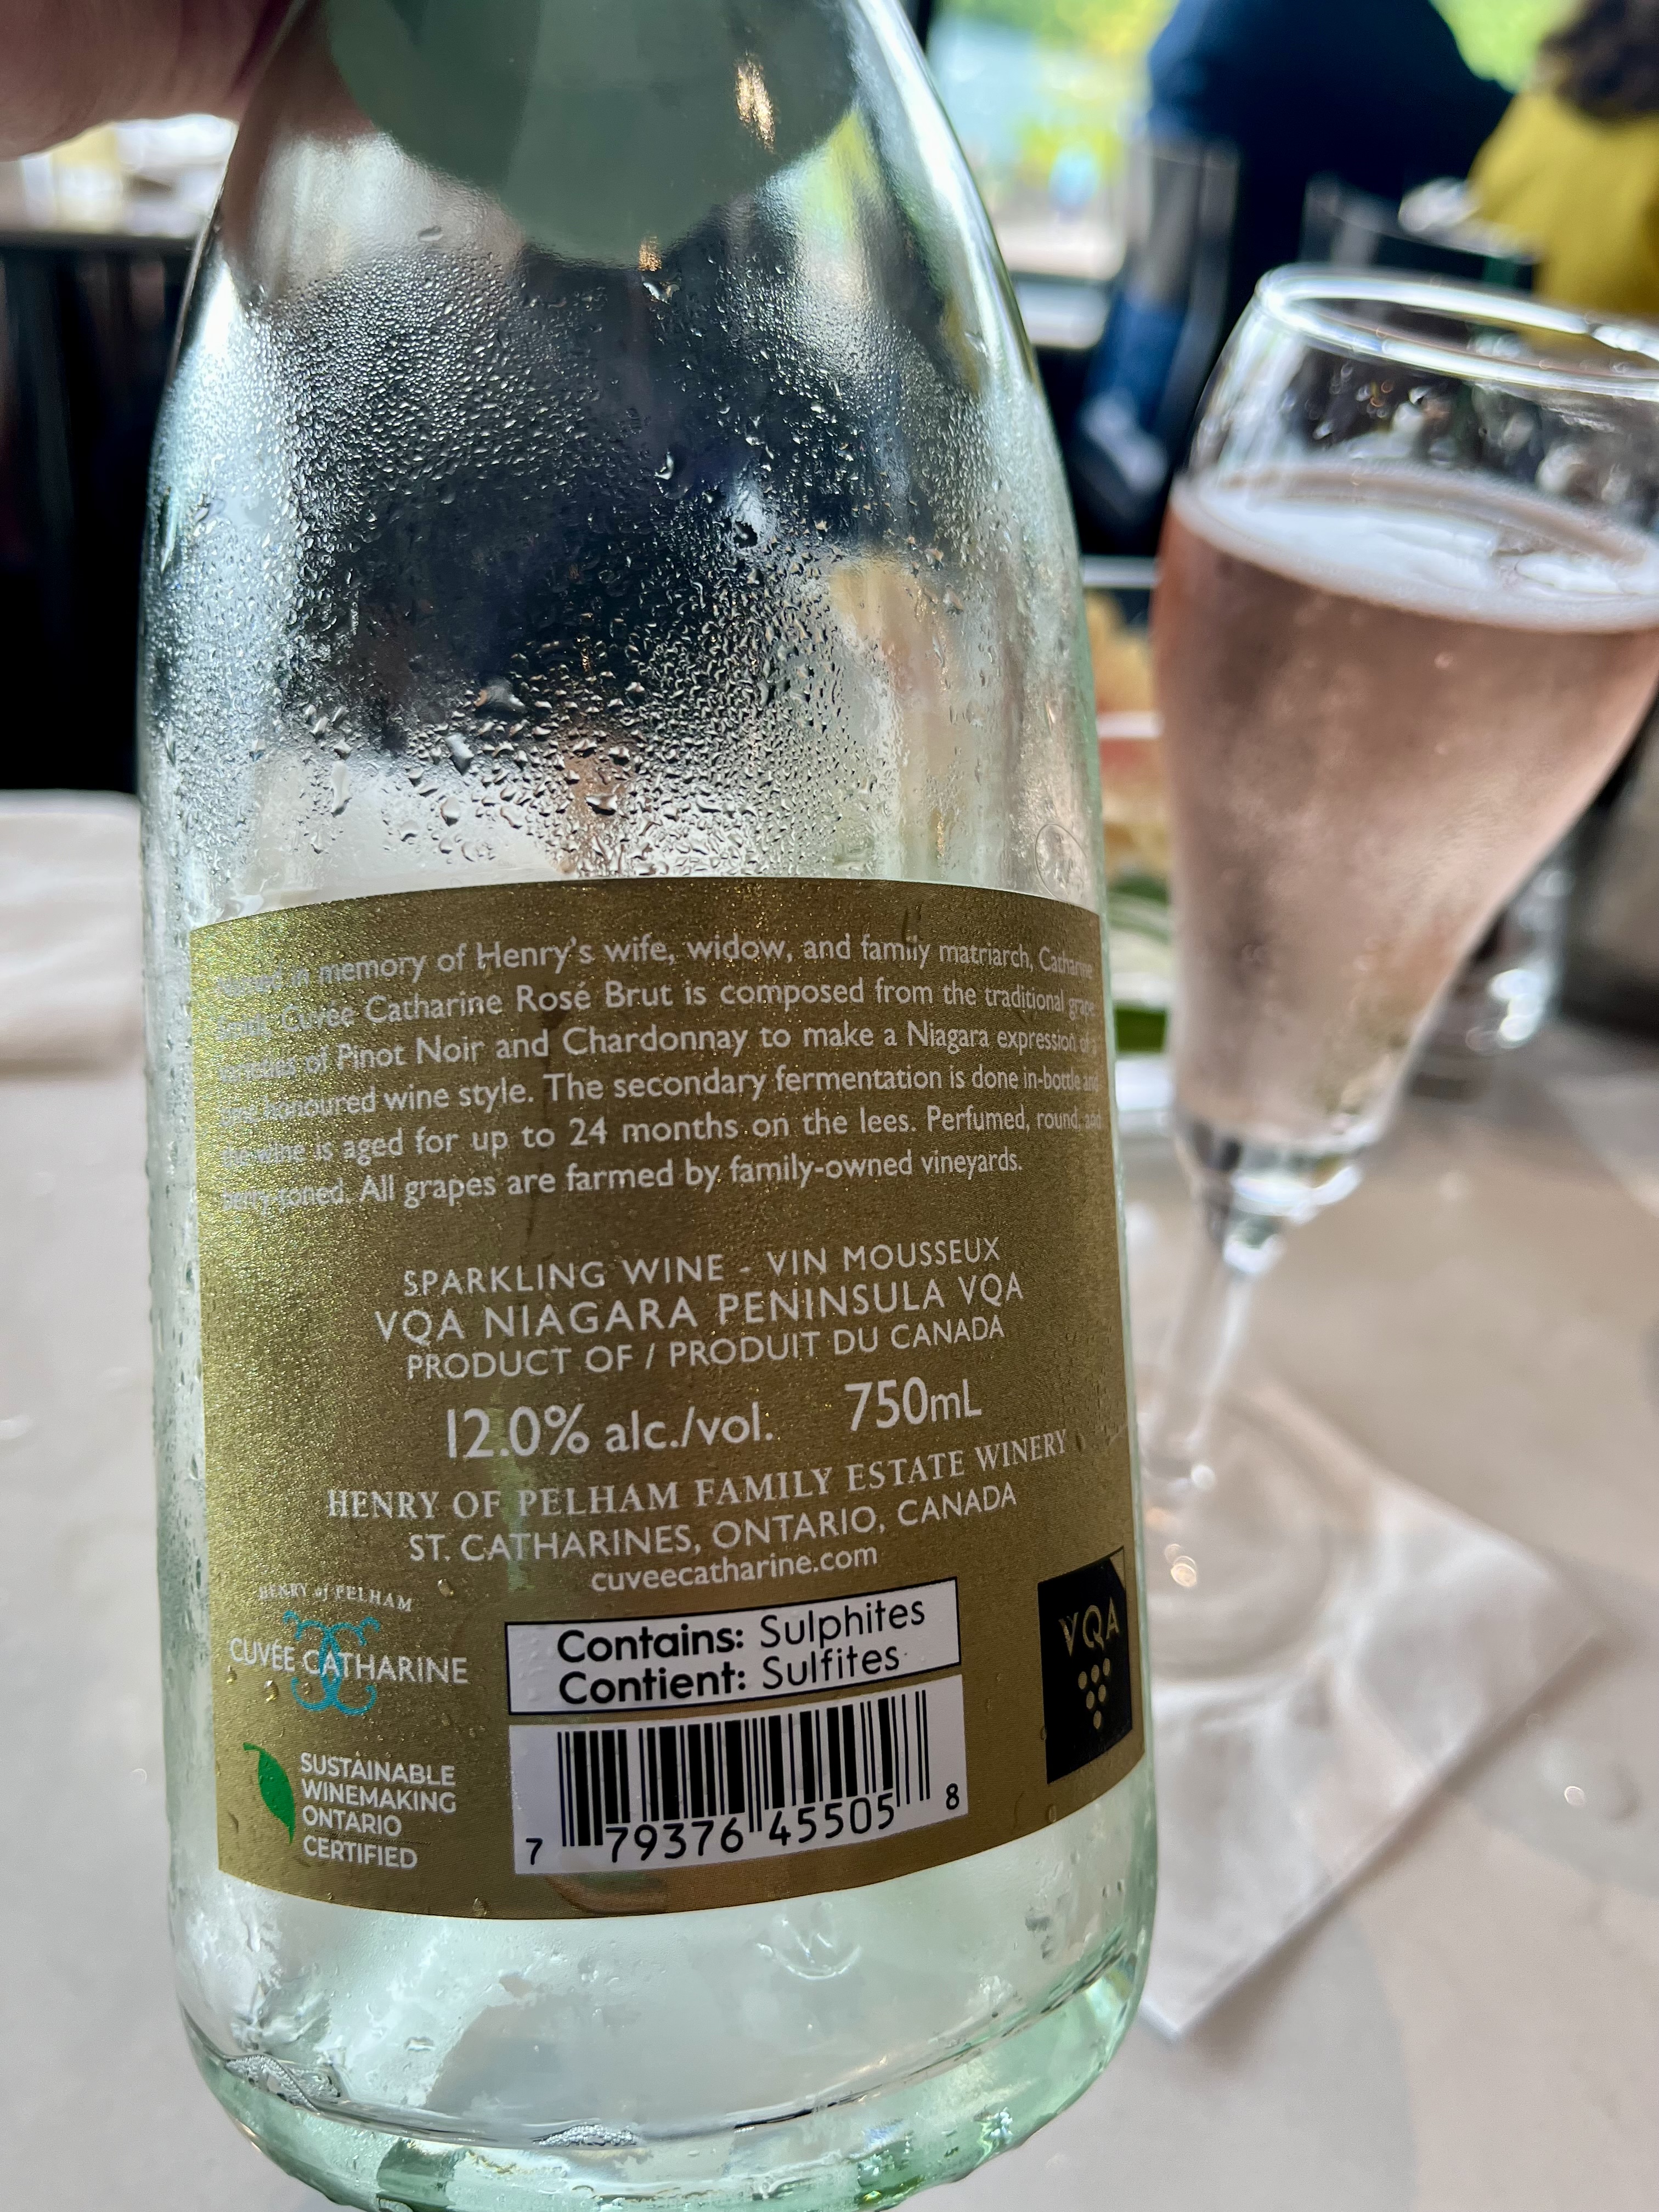 in memory of Henry's wife, widow, and family matriarch, Catharine
Cuvée Catharine Rosé Brut is composed from the traditional grape
varieties of Pinot Noir and Chardonnay to make a Niagara expression of a
honoured wine style. The secondary fermentation is done in-bottle and
the wine is aged for up to 24 months on the lees. Perfumed, round, and
berry-toned. All grapes are farmed by family-owned vineyards.
SPARKLING WINE - VIN MOUSSEUX
VQA NIAGARA PENINSULA VQA
PRODUCT OF / PRODUIT DU CANADA
12.0% alc./vol. 750mL
HENRY OF PELHAM FAMILY ESTATE WINERY
ST. CATHARINES, ONTARIO, CANADA
cuveecatharine.com
HENRY of PELHAM
CUVÉE CATHARINE
Contains: Sulphites
Contient: Sulfites
VQA
SUSTAINABLE
WINEMAKING
ONTARIO
CERTIFIED
7 79376 45505 8